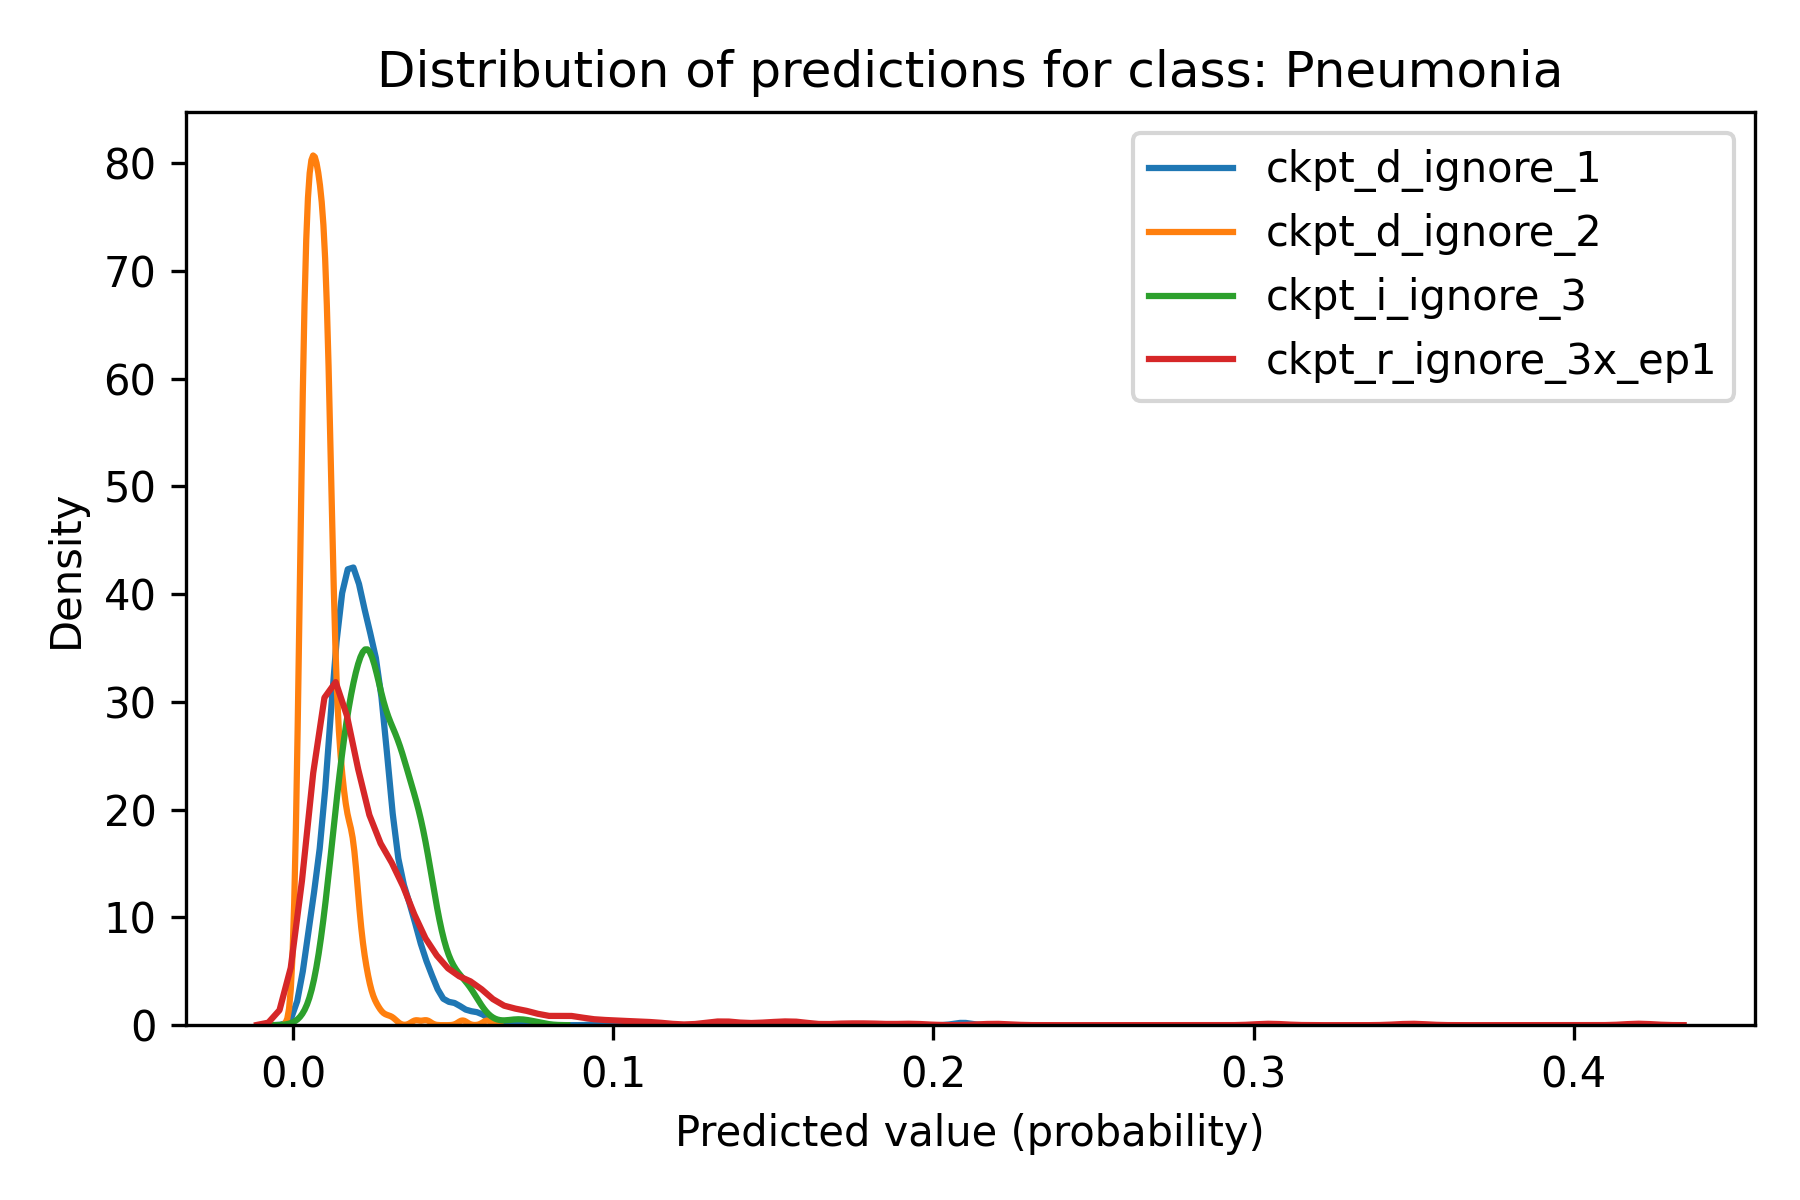 Distribution of predictions for class: Pneumonia
ckpt_d_ignore_1
ckpt_d_ignore_2
ckpt_i_ignore_3
ckpt_r_ignore_3x_ep1
Density
80
70
60
50
40
30
20
10
0
0.0 0.1 0.2 0.3 0.4
Predicted value (probability)